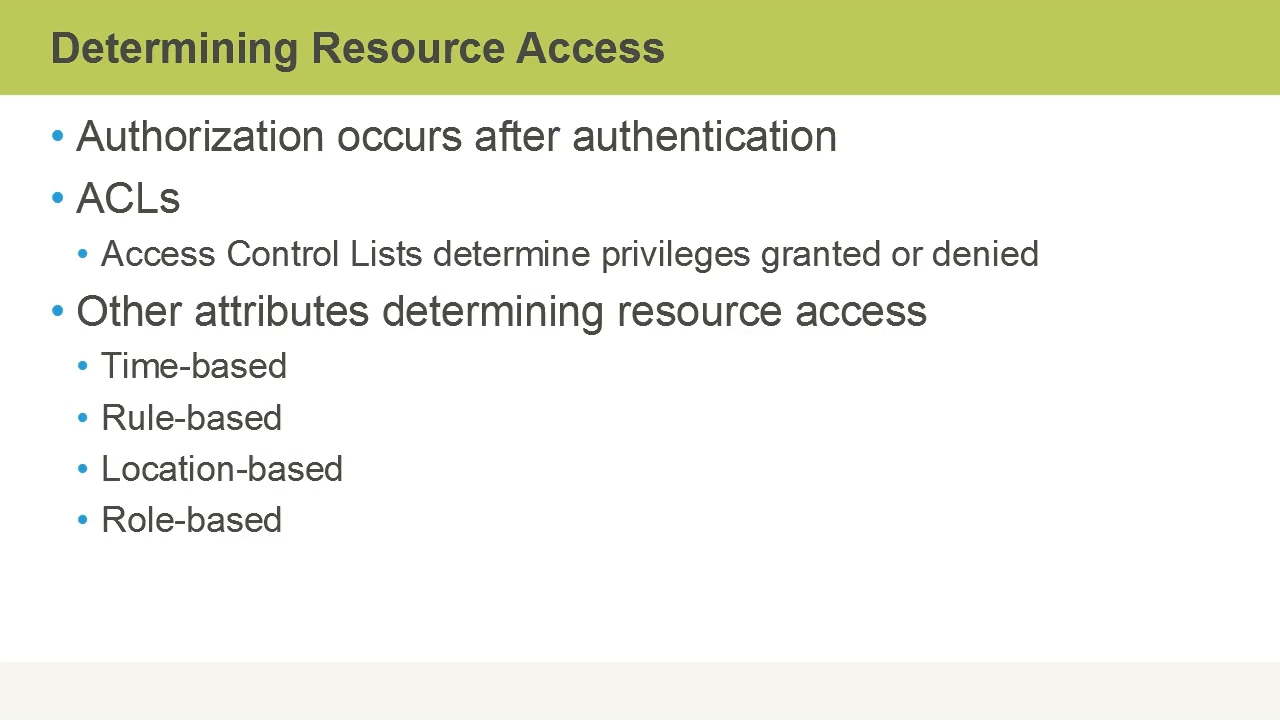 Determining Resource Access
• Authorization occurs after authentication
• ACLs
• Access Control Lists determine privileges granted or denied
• Other attributes determining resource access
• Time-based
• Rule-based
• Location-based
• Role-based